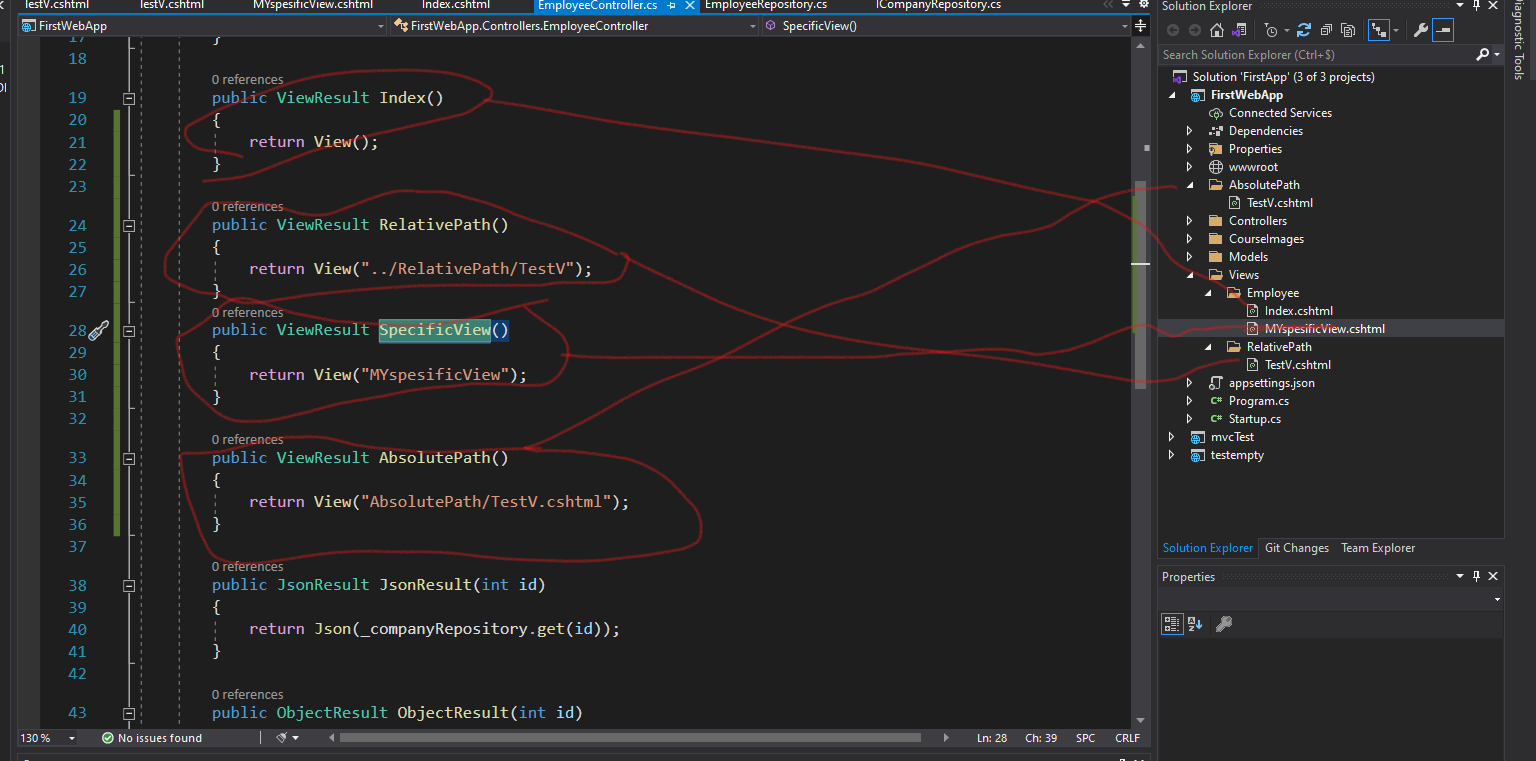 TestV.cshtml TestV.cshtml MYspesificView.cshtml Index.cshtml EmployeeController.cs EmployeeRepository.cs ICompanyRepository.cs
FirstWebApp FirstWebApp.Controllers.EmployeeController SpecificView()
17 }
18
0 references
19 public ViewResult Index()
20 {
21 return View();
22 }
23
0 references
24 public ViewResult RelativePath()
25 {
26 return View("../RelativePath/TestV");
27 }
0 references
28 public ViewResult SpecificView()
29 {
30 return View("MYspesificView");
31 }
32
0 references
33 public ViewResult AbsolutePath()
34 {
35 return View("AbsolutePath/TestV.cshtml");
36 }
37
0 references
38 public JsonResult JsonResult(int id)
39 {
40 return Json(_companyRepository.get(id));
41 }
42
0 references
43 public ObjectResult ObjectResult(int id)
130 % No issues found Ln: 28 Ch: 39 SPC CRLF
Solution Explorer
Search Solution Explorer (Ctrl+$)
Solution 'FirstApp' (3 of 3 projects)
FirstWebApp
Connected Services
Dependencies
Properties
wwwroot
AbsolutePath
TestV.cshtml
Controllers
CourseImages
Models
Views
Employee
Index.cshtml
MYspesificView.cshtml
RelativePath
TestV.cshtml
appsettings.json
C# Program.cs
C# Startup.cs
mvcTest
testempty
Solution Explorer Git Changes Team Explorer
Properties
Diagnostic Tools